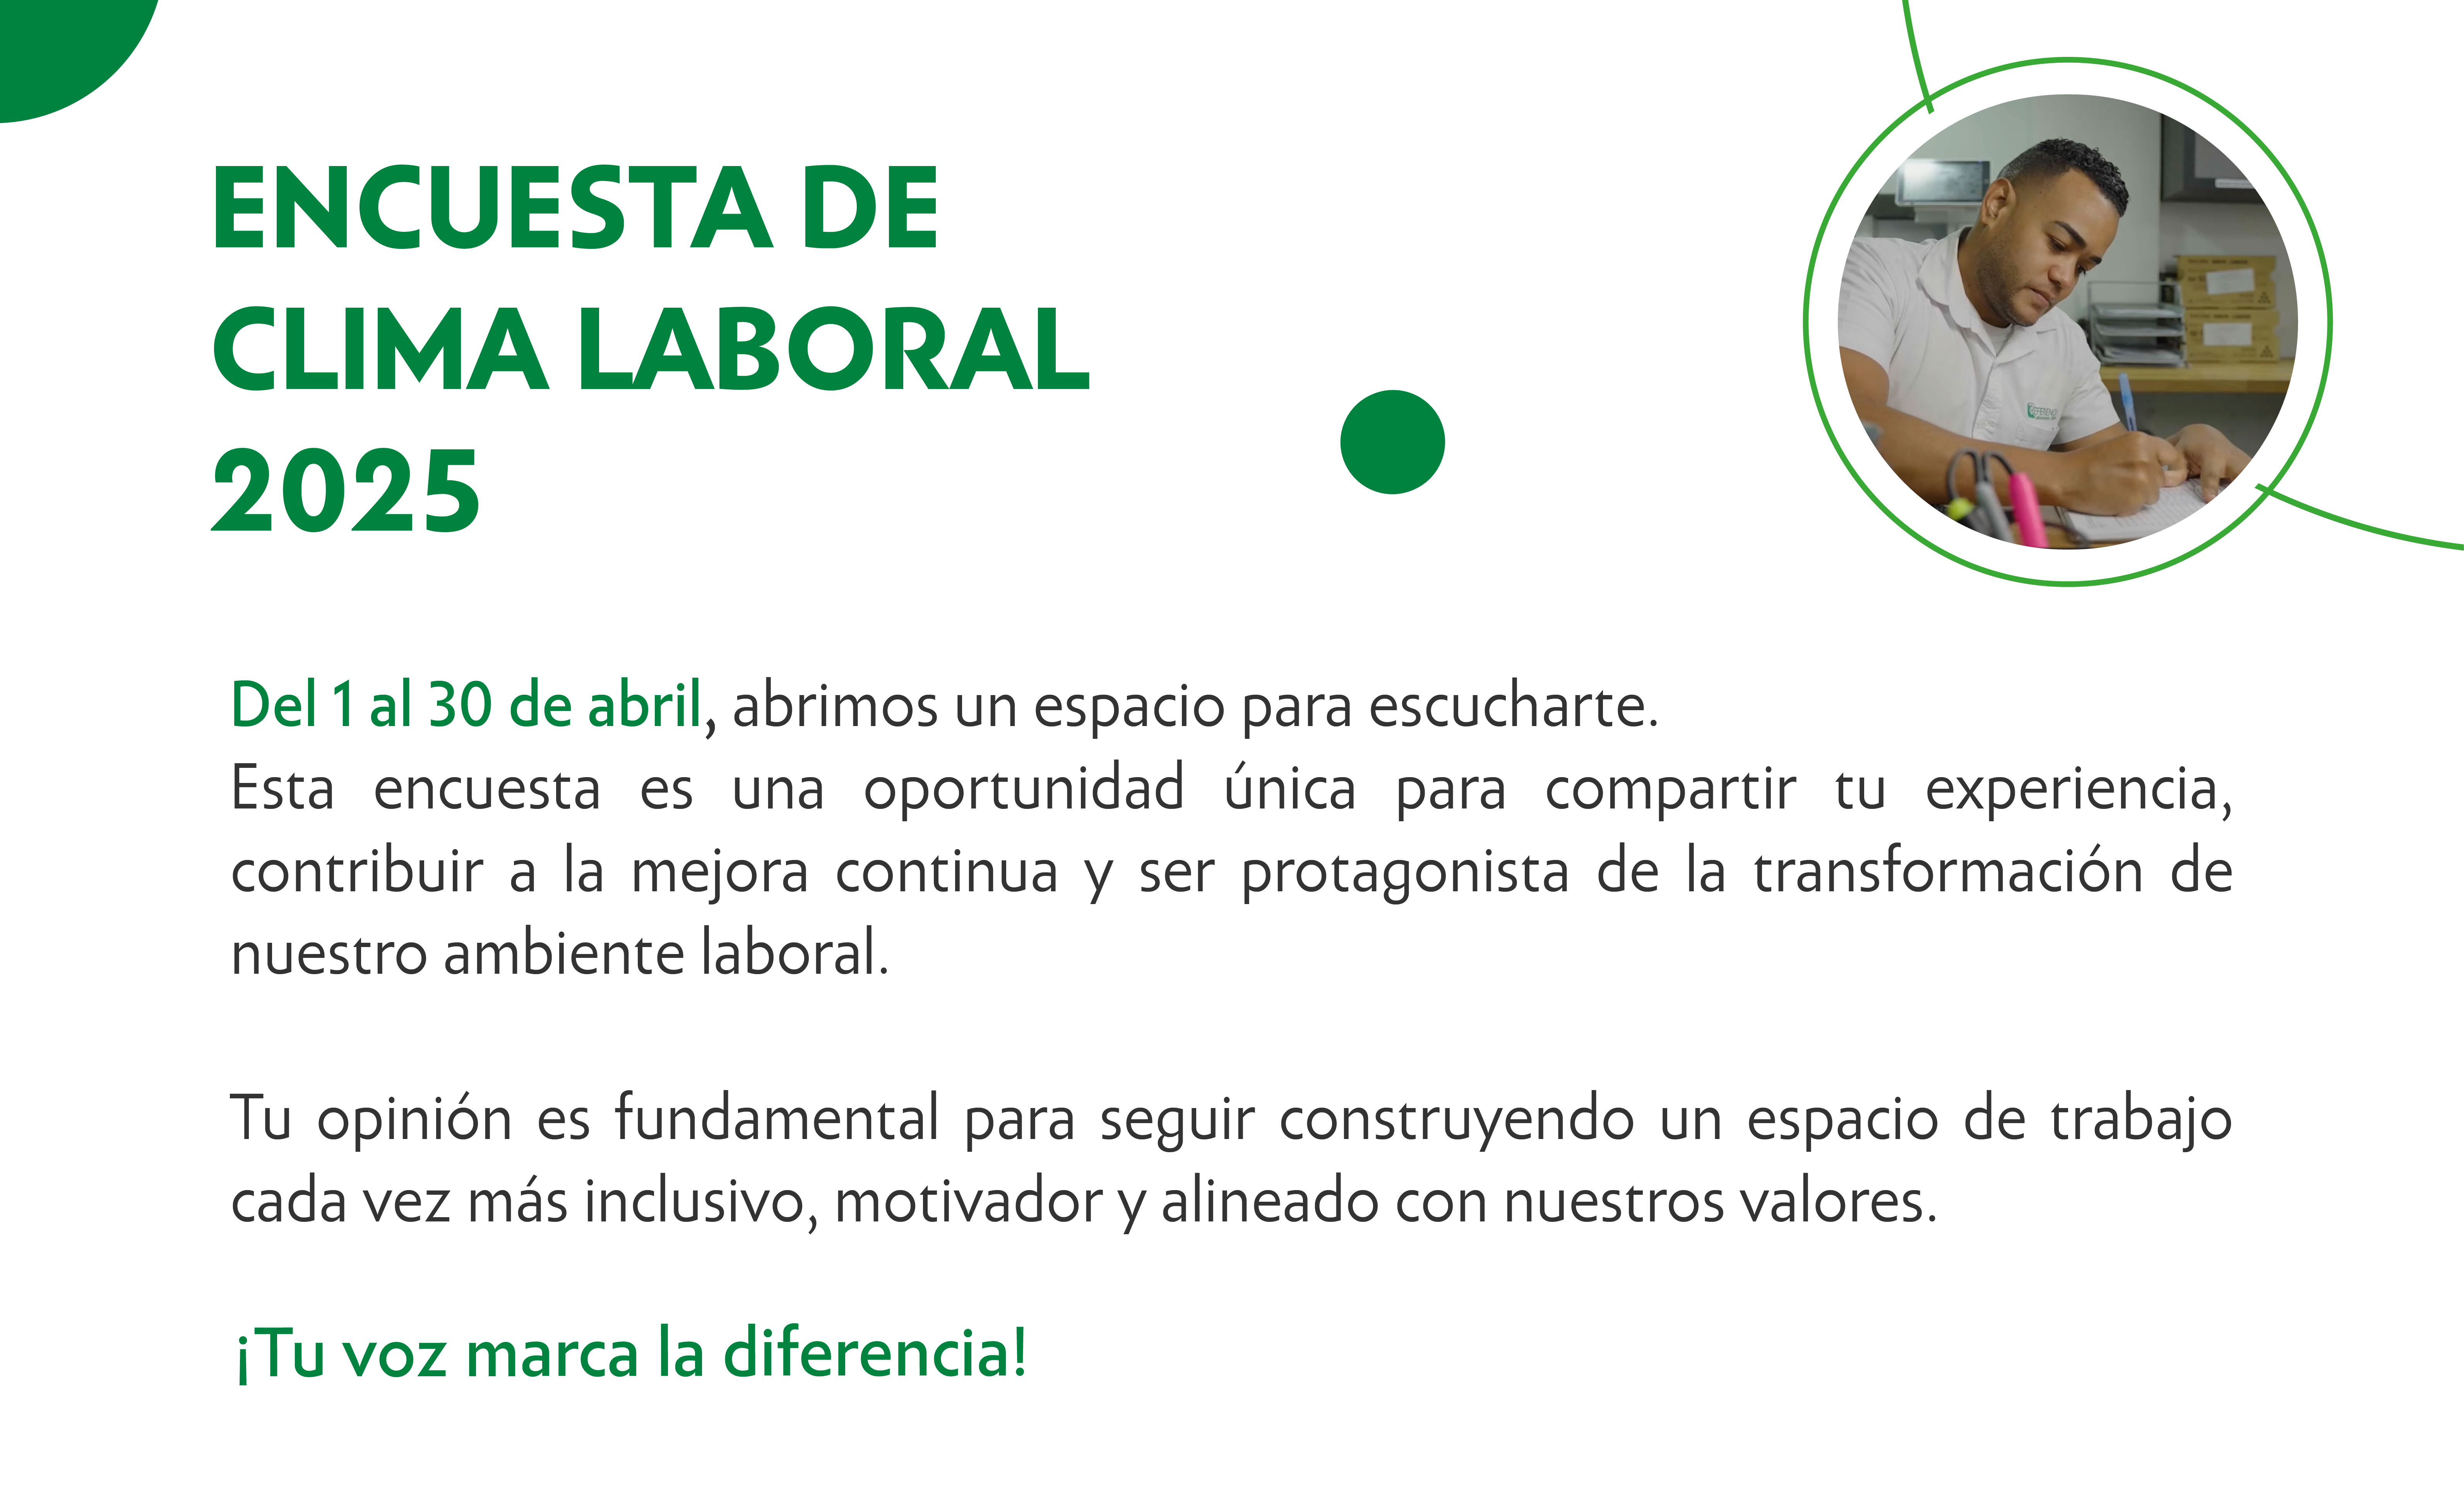 ENCUESTA DE
CLIMA LABORAL
2025
Del 1 al 30 de abril, abrimos un espacio para escucharte.
Esta encuesta es una oportunidad única para compartir tu experiencia,
contribuir a la mejora continua y ser protagonista de la transformación de
nuestro ambiente laboral.
Tu opinión es fundamental para seguir construyendo un espacio de trabajo
cada vez más inclusivo, motivador y alineado con nuestros valores.
¡Tu voz marca la diferencia!